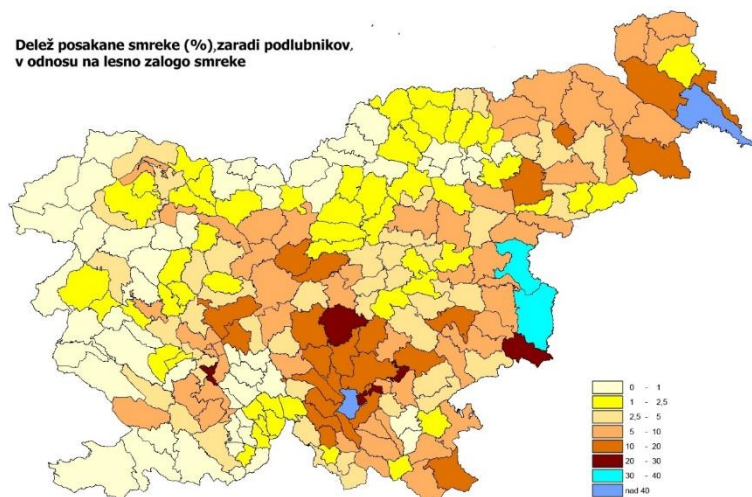 Delež posakane smreke (%),zaradi podlubnikov,
v odnosu na lesno zalogo smreke
0 - 1
1 - 2,5
2,5 - 5
5 - 10
10 - 20
20 - 30
30 - 40
nad 40